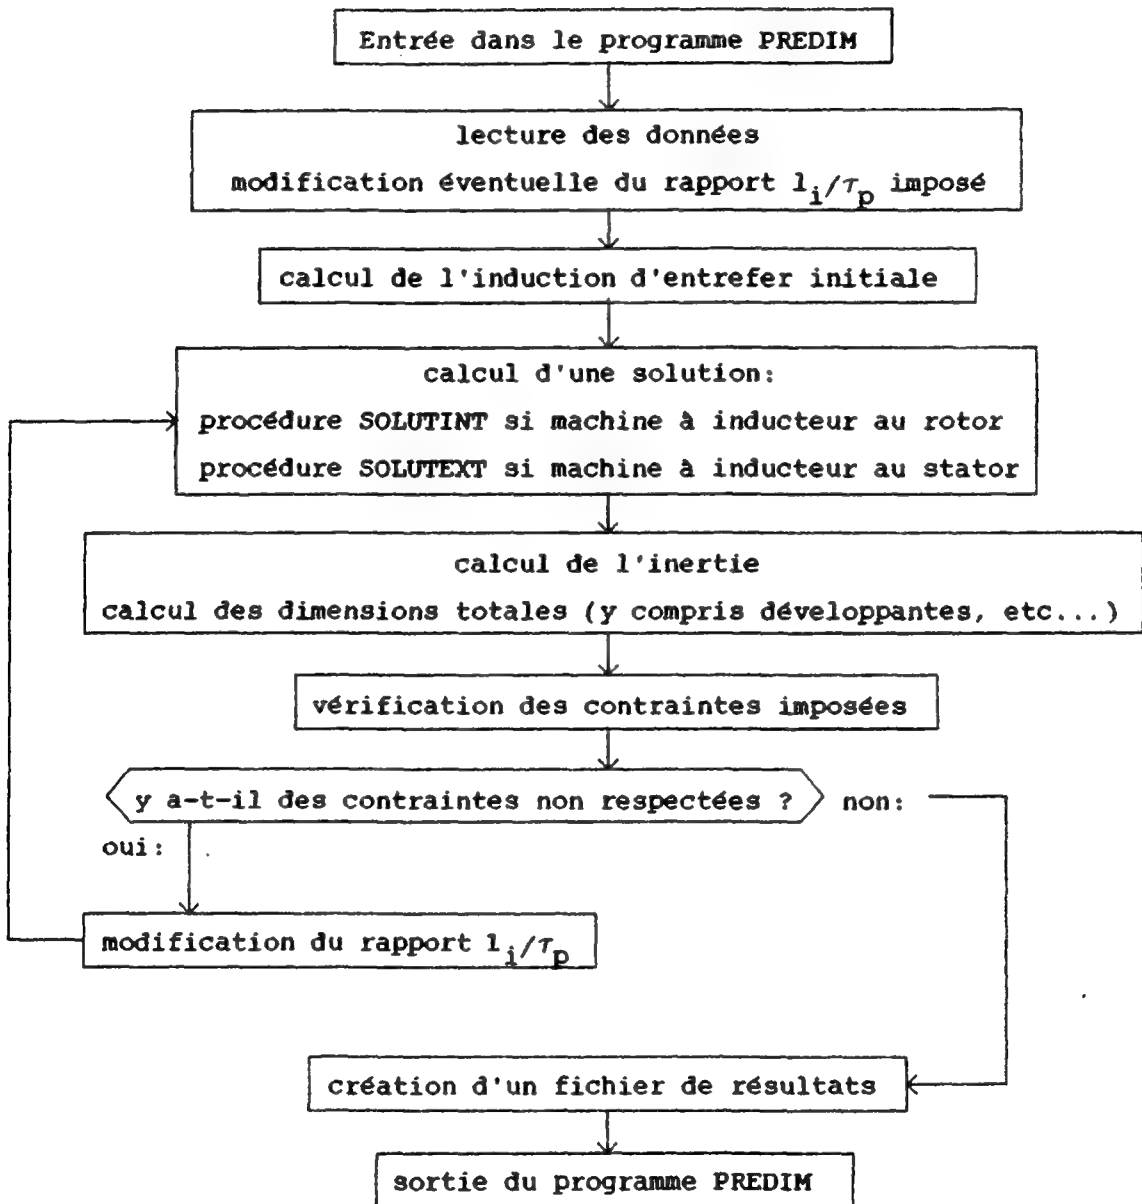 Entrée dans le programme PREDIM
lecture des données
modification éventuelle du rapport l_i/τ_p imposé
calcul de l'induction d'entrefer initiale
calcul d'une solution:
procédure SOLUTINT si machine à inducteur au rotor
procédure SOLUTEXT si machine à inducteur au stator
calcul de l'inertie
calcul des dimensions totales (y compris développantes, etc...)
vérification des contraintes imposées
y a-t-il des contraintes non respectées ? non:
oui:
modification du rapport l_i/τ_p
création d'un fichier de résultats
sortie du programme PREDIM